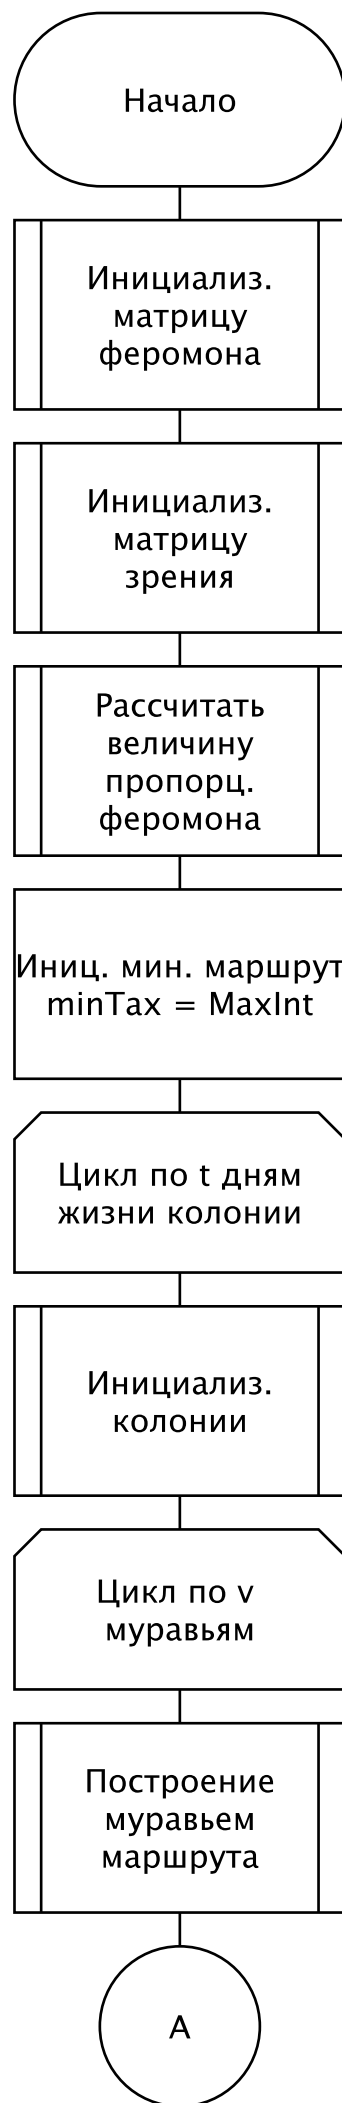 Начало
Инициализ.
матрицу
феромона
Инициализ.
матрицу
зрения
Рассчитать
величину
пропорц.
феромона
Иниц. мин. маршрут
minTax = MaxInt
Цикл по t дням
жизни колонии
Инициализ.
колонии
Цикл по v
муравьям
Построение
муравьем
маршрута
А